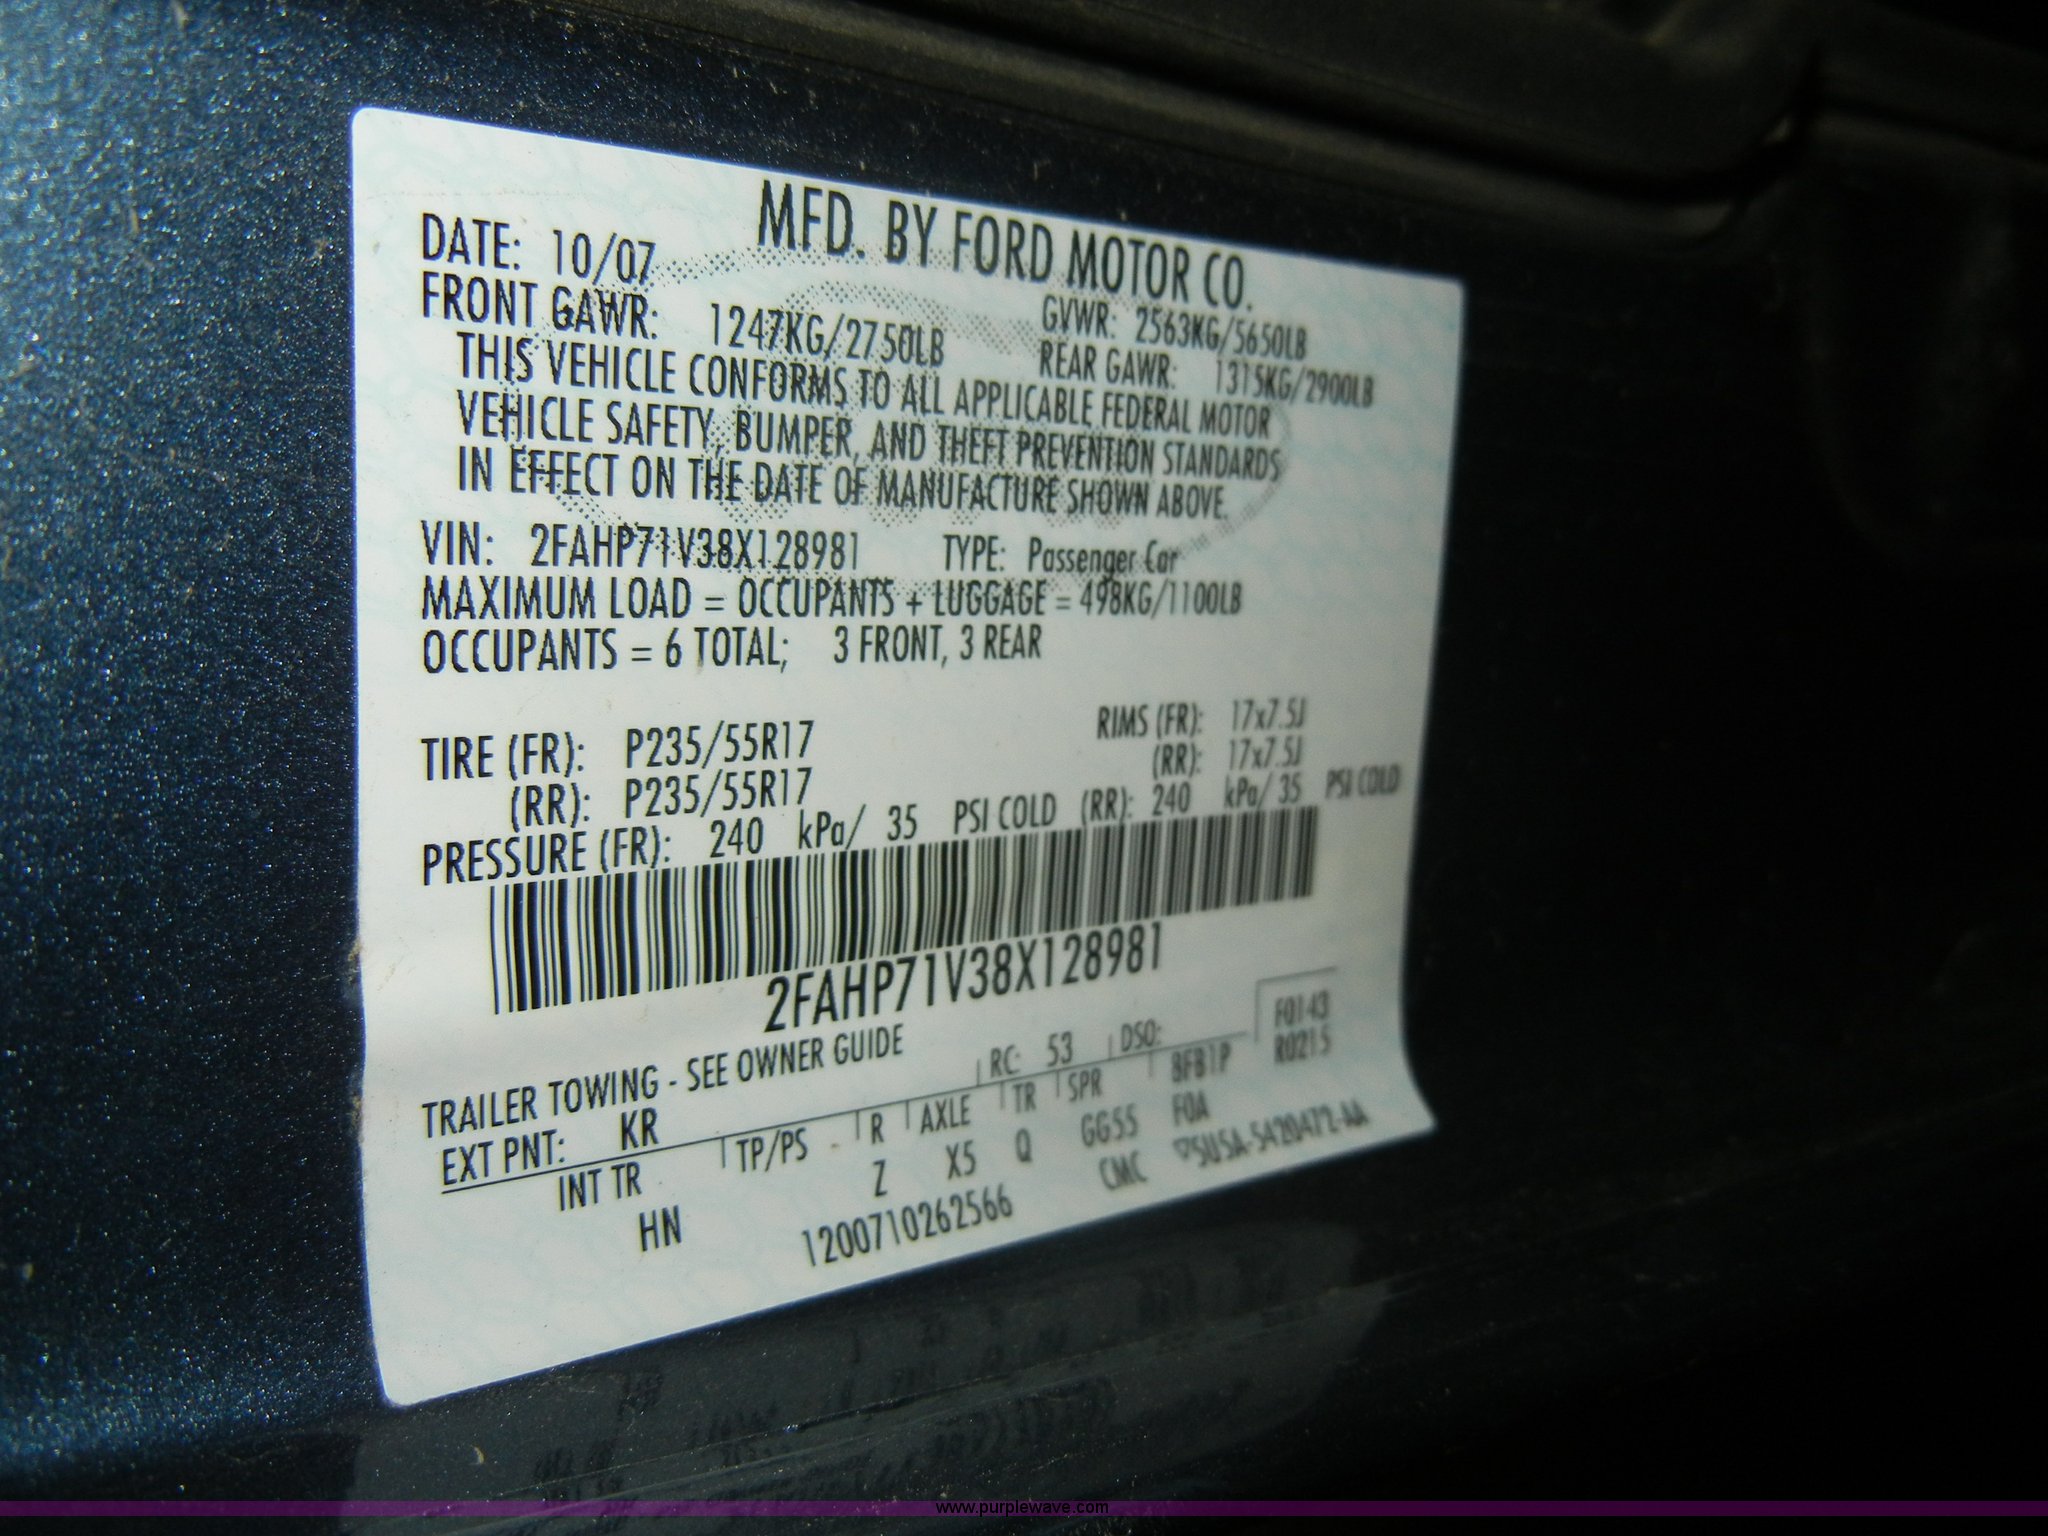 MFD. BY FORD MOTOR CO.
DATE: 10/07 GVWR: 2563KG/5650LB
FRONT GAWR: 1247KG/2750LB REAR GAWR: 1315KG/2900LB
THIS VEHICLE CONFORMS TO ALL APPLICABLE FEDERAL MOTOR
VEHICLE SAFETY, BUMPER, AND THEFT PREVENTION STANDARDS
IN EFFECT ON THE DATE OF MANUFACTURE SHOWN ABOVE.
VIN: 2FAHP71V38X128981 TYPE: Passenger Car
MAXIMUM LOAD = OCCUPANTS + LUGGAGE = 498KG/1100LB
OCCUPANTS = 6 TOTAL; 3 FRONT, 3 REAR
TIRE (FR): P235/55R17 RIMS (FR): 17x7.5J
(RR): P235/55R17 (RR): 17x7.5J
PRESSURE (FR): 240 kPa/ 35 PSI COLD (RR): 240 kPa/ 35 PSI COLD
2FAHP71V38X128981
TRAILER TOWING - SEE OWNER GUIDE F0143
EXT PNT: KR RC: 53 DSO: R0215
INT TR TP/PS R AXLE TR SPR BFB1P
HN Z X5 Q GG55 F0A
1200710262566 CMC 5U5A-5420472-AA
www.purplewave.com